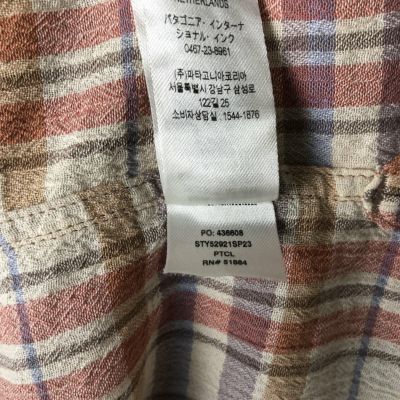 NETHERLANDS
パタゴニア・インターナ
ショナル・インク
0467-23-8961
(주)파타고니아코리아
서울특별시 강남구 삼성로
122길 25
소비자상담실: 1544-1876
PO: 436608
STY52921SP23
PTCL
RN# 51884